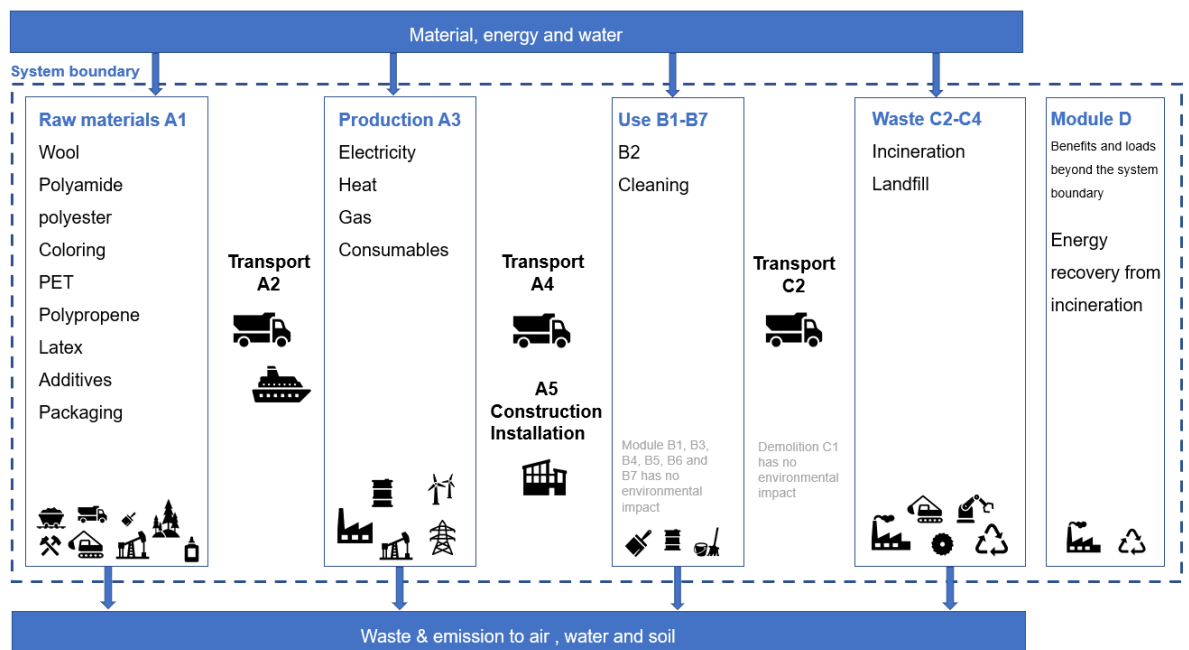 Material, energy and water
System boundary
Raw materials A1
Wool
Polyamide
polyester
Coloring
PET
Polypropene
Latex
Additives
Packaging
Transport
A2
Production A3
Electricity
Heat
Gas
Consumables
Transport
A4
A5
Construction
Installation
Use B1-B7
B2
Cleaning
Module B1, B3,
B4, B5, B6 and
B7 has no
environmental
impact
Transport
C2
Demolition C1
has no
environmental
impact
Waste C2-C4
Incineration
Landfill
Module D
Benefits and loads
beyond the system
boundary
Energy
recovery from
incineration
Waste & emission to air , water and soil